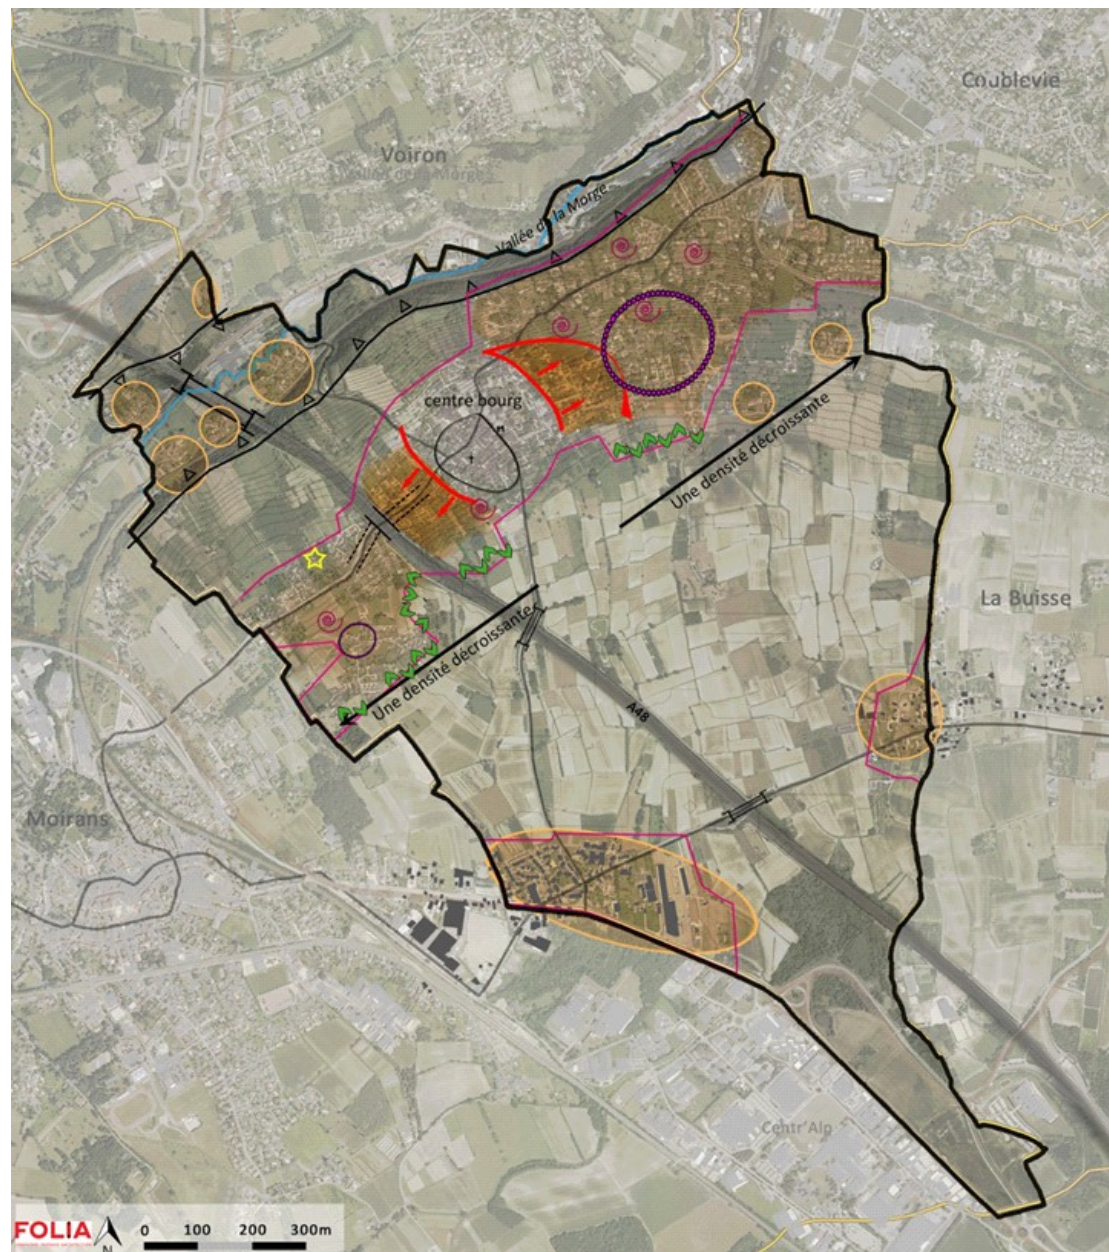 Coublevie
Voiron
Vallée de la Morge
centre bourg
Une densité décroissante
La Buisse
Une densité décroissante
A48
Moirans
Centr'Alp
FOLIA
N
0 100 200 300m